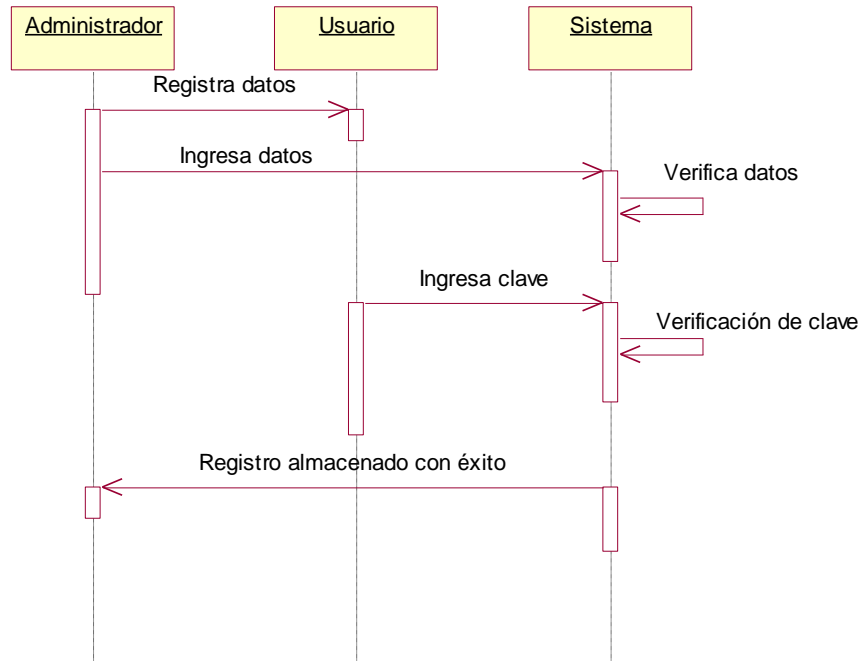 Administrador
Usuario
Sistema
Registra datos
Ingresa datos
Verifica datos
Ingresa clave
Verificación de clave
Registro almacenado con éxito